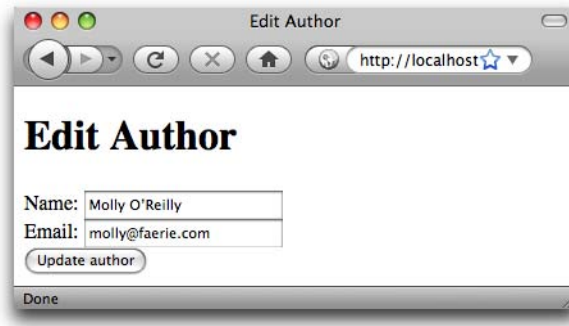 Edit Author
http://localhost
Edit Author
Name: Molly O'Reilly
Email: molly@faerie.com
Update author
Done